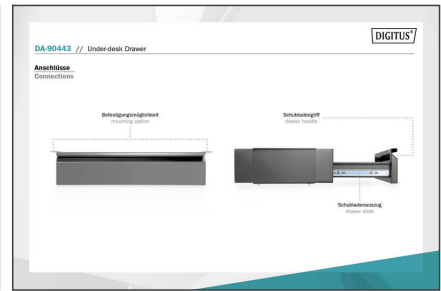 DIGITUS®
DA-90443 // Under-desk Drawer
Anschlüsse
Connections
Befestigungsmöglichkeit
mounting option
Schubladengriff
drawer handle
Schubladenauszug
drawer slide